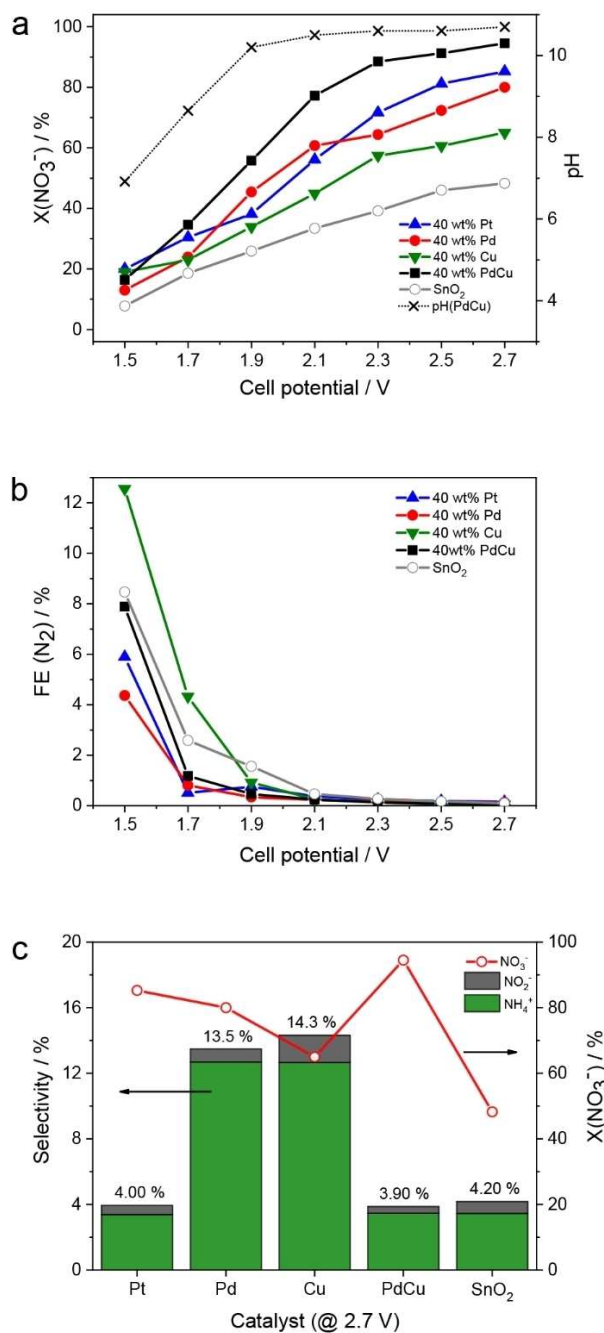 a
100
80
60
40
20
0
X(NO₃⁻) / %
10
8
6
4
pH
40 wt% Pt
40 wt% Pd
40 wt% Cu
40 wt% PdCu
SnO₂
pH(PdCu)
1.5 1.7 1.9 2.1 2.3 2.5 2.7
Cell potential / V
b
12
10
8
6
4
2
0
FE (N₂) / %
40 wt% Pt
40 wt% Pd
40 wt% Cu
40wt% PdCu
SnO₂
1.5 1.7 1.9 2.1 2.3 2.5 2.7
Cell potential / V
c
20
16
12
8
4
0
Selectivity / %
NO₃⁻
NO₂⁻
NH₄⁺
100
80
60
40
20
0
X(NO₃⁻) / %
4.00 %
13.5 %
14.3 %
3.90 %
4.20 %
Pt Pd Cu PdCu SnO₂
Catalyst (@ 2.7 V)